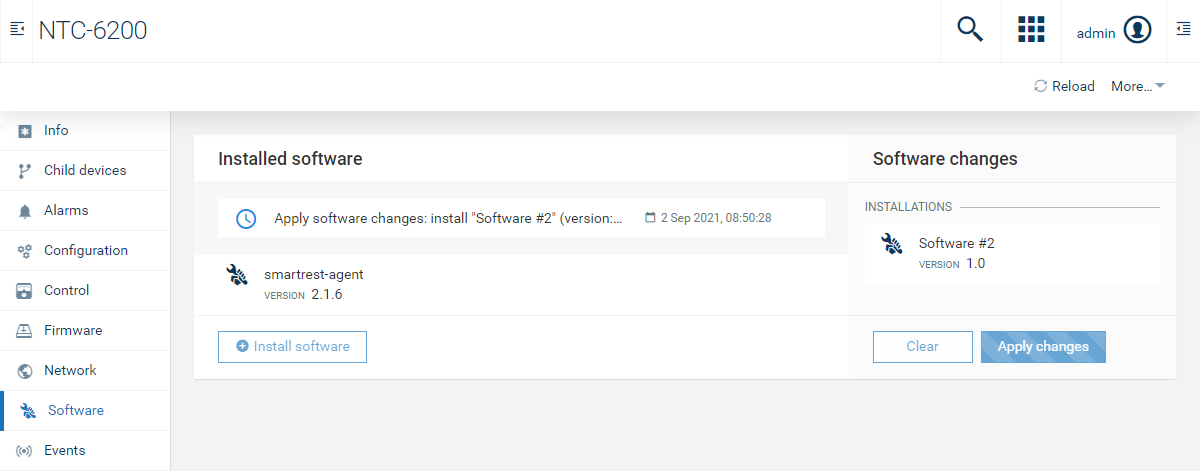 NTC-6200
admin
Reload More...
Info
Child devices
Alarms
Configuration
Control
Firmware
Network
Software
Events
Installed software
Apply software changes: install "Software #2" (version:... 2 Sep 2021, 08:50:28
smartrest-agent
VERSION 2.1.6
Install software
Software changes
INSTALLATIONS
Software #2
VERSION 1.0
Clear Apply changes